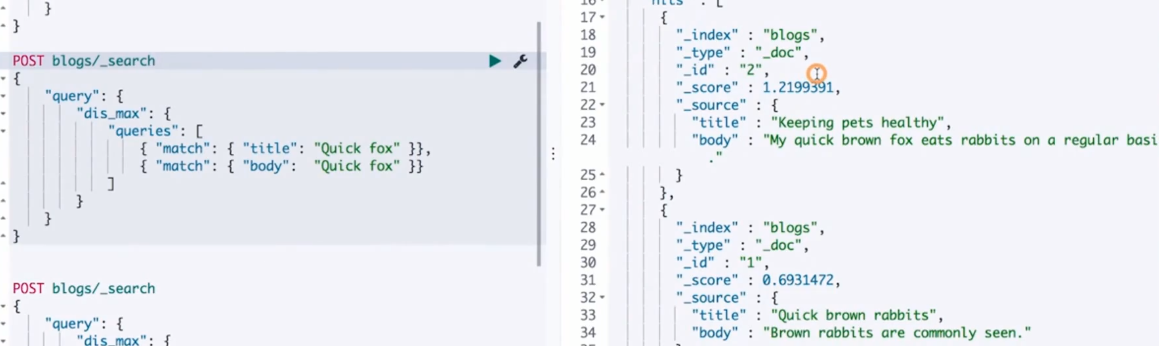 }
}
POST blogs/_search
{
"query": {
"dis_max": {
"queries": [
{ "match": { "title": "Quick fox" }},
{ "match": { "body": "Quick fox" }}
]
}
}
}
POST blogs/_search
{
"query": {
"dis_max": {
"hits" : [
17 {
18 "_index" : "blogs",
19 "_type" : "_doc",
20 "_id" : "2",
21 "_score" : 1.2199391,
22 "_source" : {
23 "title" : "Keeping pets healthy",
24 "body" : "My quick brown fox eats rabbits on a regular basi
."
25 }
26 },
27 {
28 "_index" : "blogs",
29 "_type" : "_doc",
30 "_id" : "1",
31 "_score" : 0.6931472,
32 "_source" : {
33 "title" : "Quick brown rabbits",
34 "body" : "Brown rabbits are commonly seen."